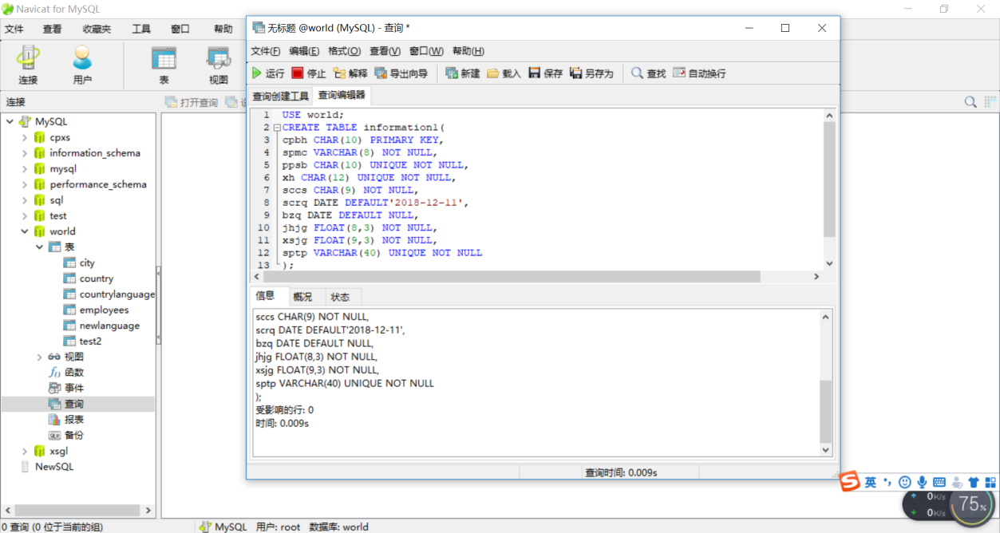 Navicat for MySQL
文件 查看 收藏夹 工具 窗口 帮助
连接 用户 表 视图
连接 打开查询
MySQL
cpxs
information_schema
mysql
performance_schema
sql
test
world
表
city
country
countrylanguage
employees
newlanguage
test2
视图
函数
事件
查询
报表
备份
xsgl
NewSQL
无标题 @world (MySQL) - 查询 *
文件(F) 编辑(E) 格式(O) 查看(V) 窗口(W) 帮助(H)
运行 停止 解释 导出向导 新建 载入 保存 另存为 查找 自动换行
查询创建工具 查询编辑器
1 USE world;
2 CREATE TABLE information1(
3 cpbh CHAR(10) PRIMARY KEY,
4 spmc VARCHAR(8) NOT NULL,
5 ppsb CHAR(10) UNIQUE NOT NULL,
6 xh CHAR(12) UNIQUE NOT NULL,
7 sccs CHAR(9) NOT NULL,
8 scrq DATE DEFAULT'2018-12-11',
9 bzq DATE DEFAULT NULL,
10 jhjg FLOAT(8,3) NOT NULL,
11 xsjg FLOAT(9,3) NOT NULL,
12 sptp VARCHAR(40) UNIQUE NOT NULL
13 );
信息 概况 状态
sccs CHAR(9) NOT NULL,
scrq DATE DEFAULT'2018-12-11',
bzq DATE DEFAULT NULL,
jhjg FLOAT(8,3) NOT NULL,
xsjg FLOAT(9,3) NOT NULL,
sptp VARCHAR(40) UNIQUE NOT NULL
);
受影响的行: 0
时间: 0.009s
查询时间: 0.009s
英
0K/s
0K/s
75%
0 查询 (0 位于当前的组) MySQL 用户: root 数据库: world